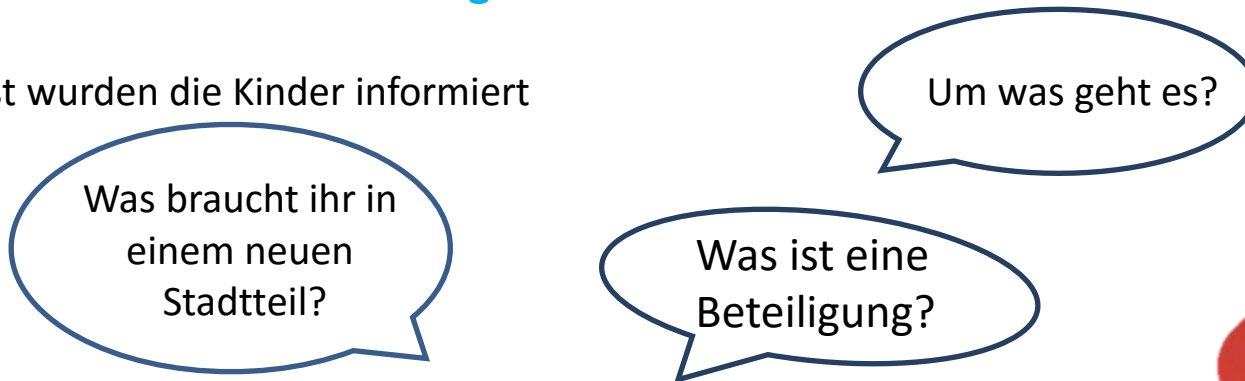 st wurden die Kinder informiert
Um was geht es?
Was braucht ihr in
einem neuen
Stadtteil?
Was ist eine
Beteiligung?